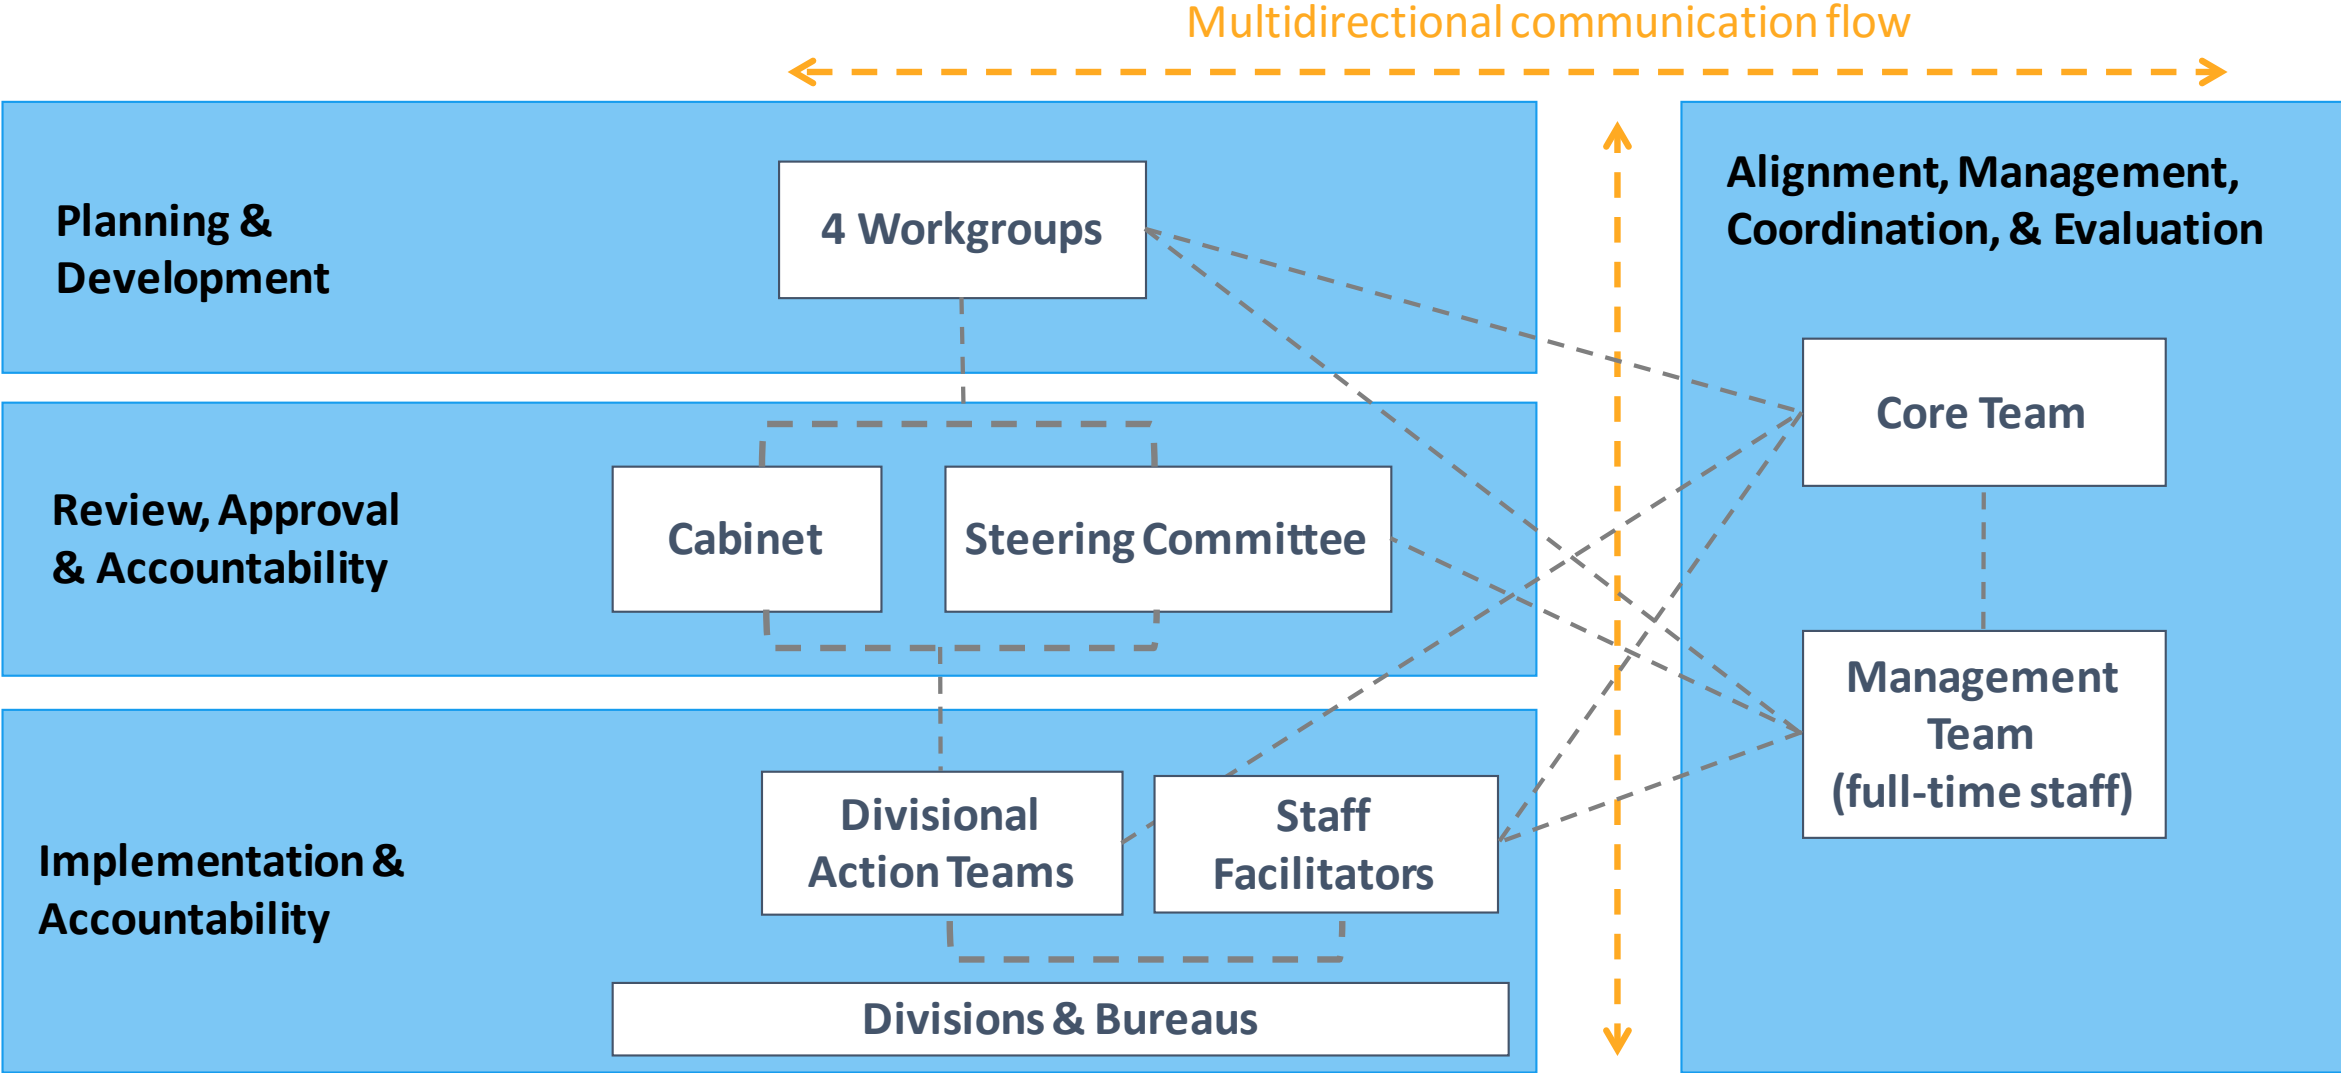 Multidirectional communication flow
Planning &
Development
4 Workgroups
Alignment, Management,
Coordination, & Evaluation
Core Team
Review, Approval
& Accountability
Cabinet
Steering Committee
Management
Team
(full-time staff)
Implementation &
Accountability
Divisional
Action Teams
Staff
Facilitators
Divisions & Bureaus